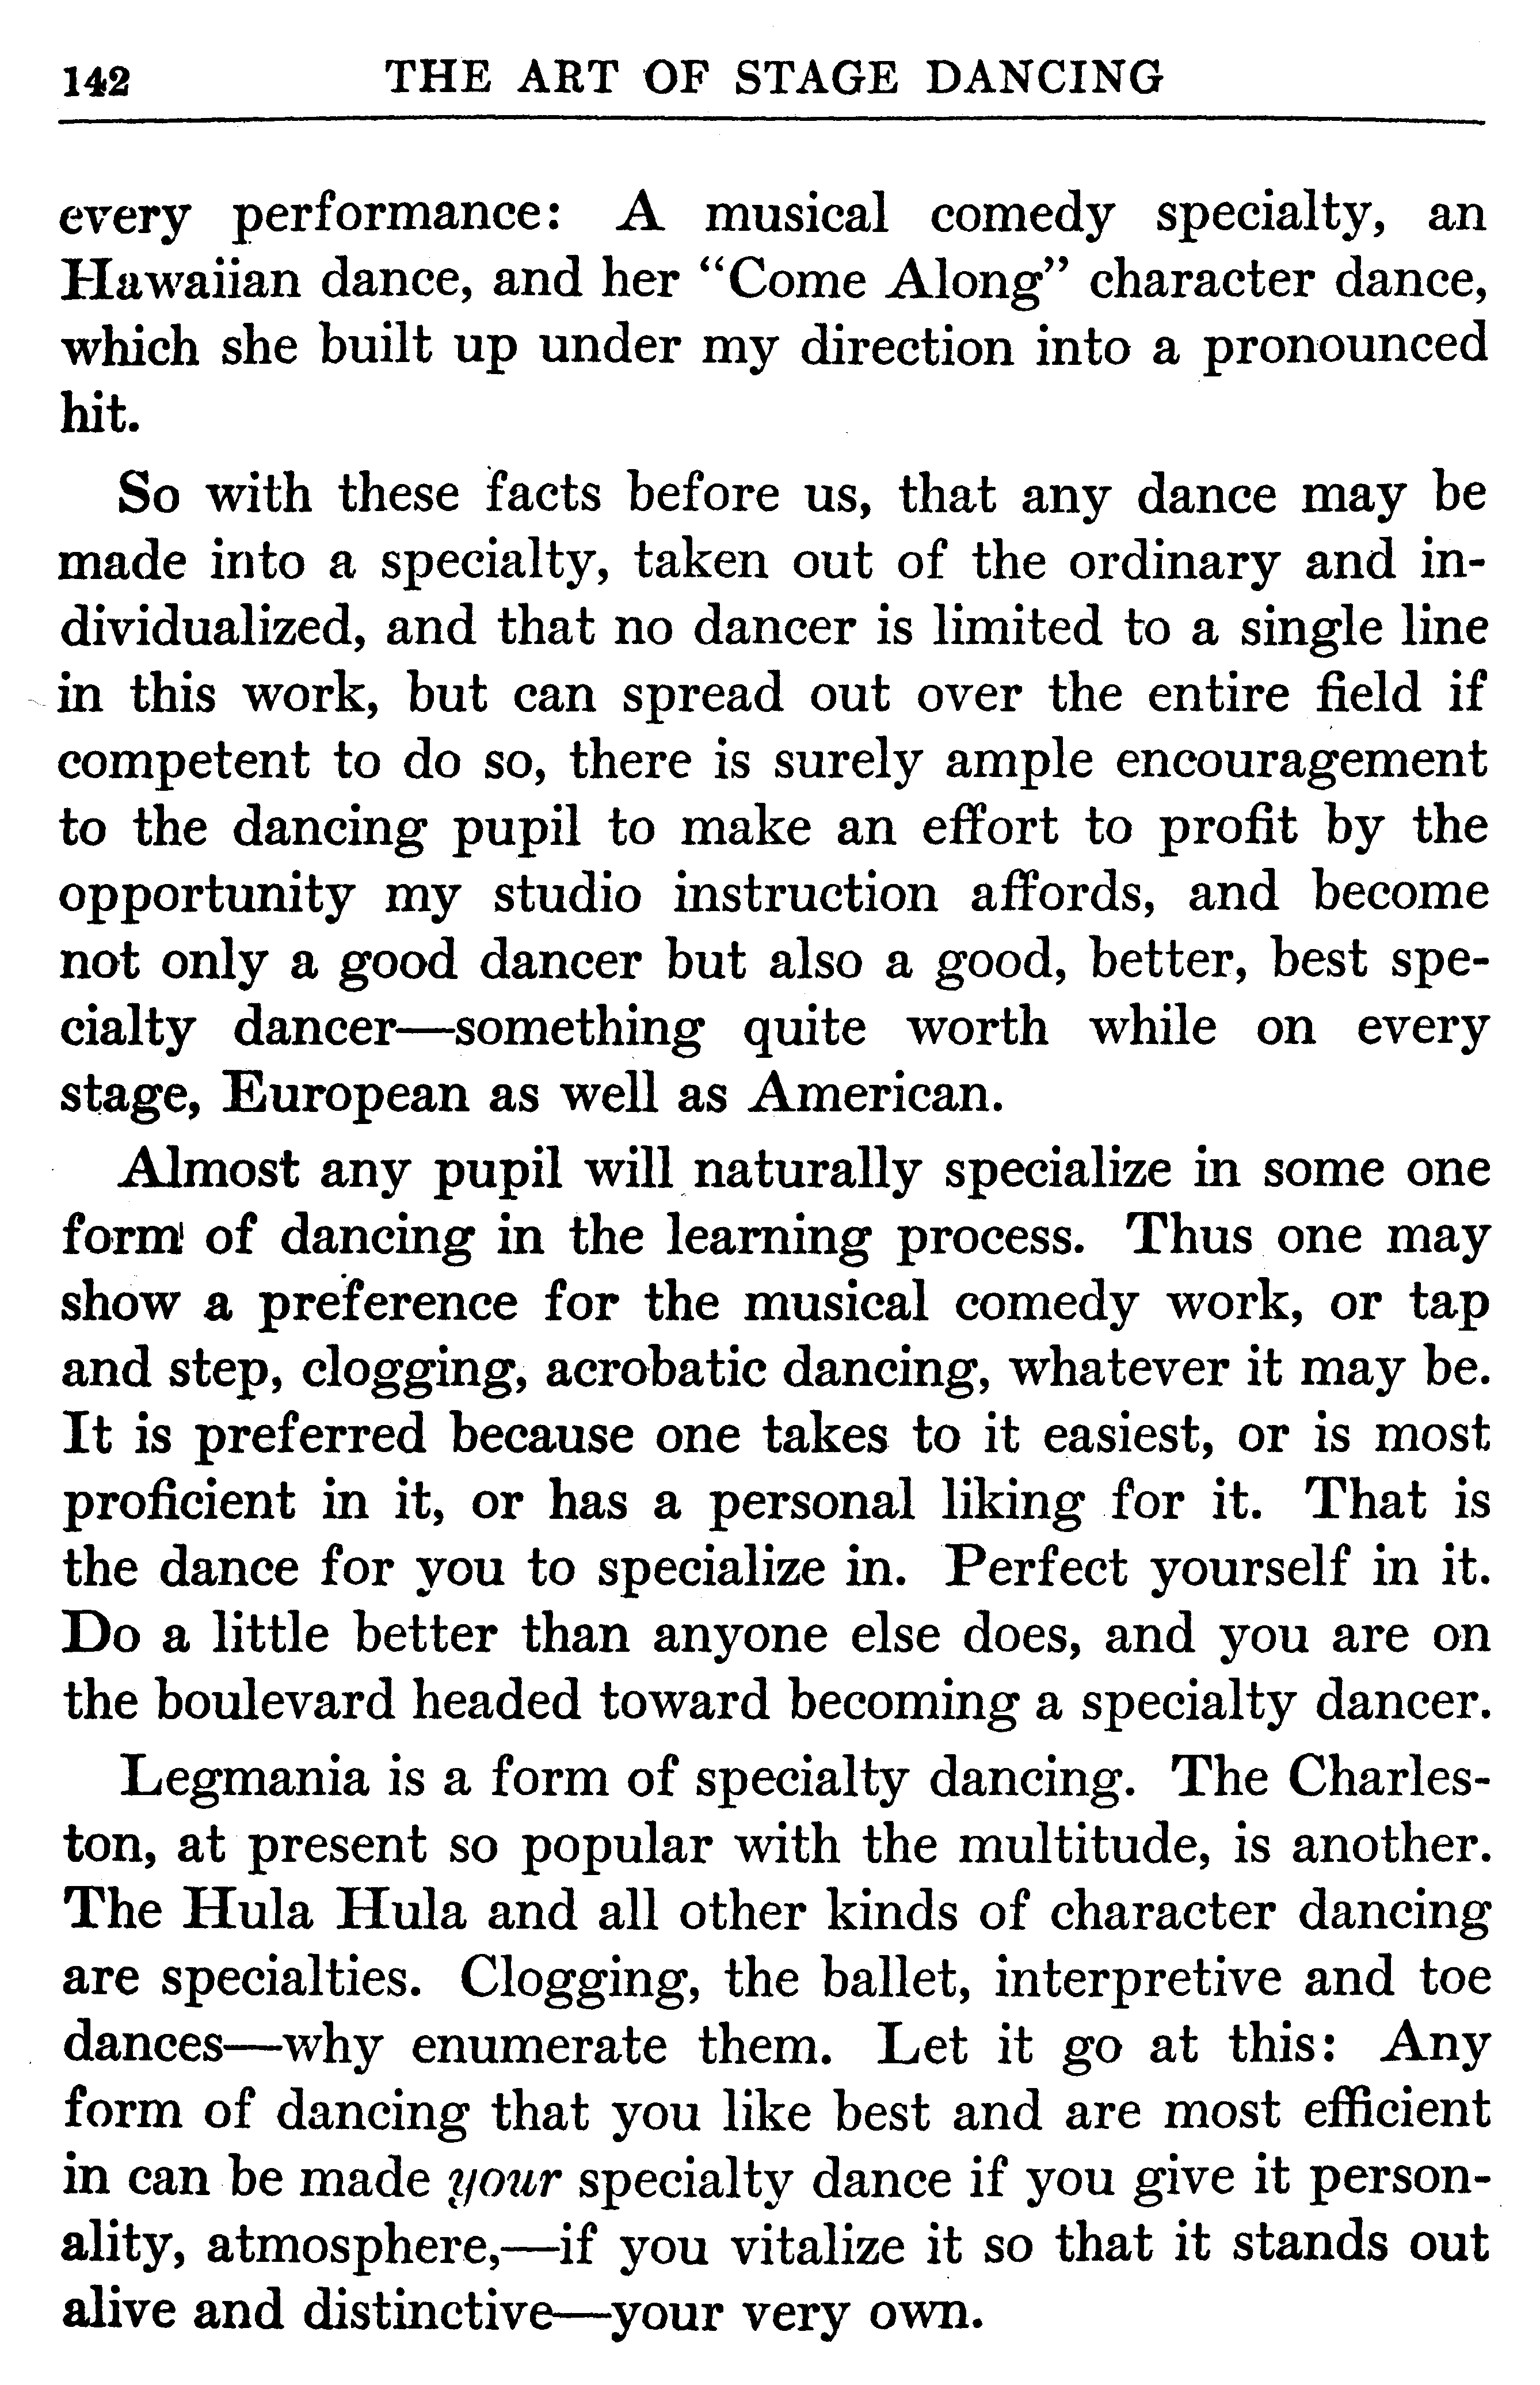 142 THE ART OF STAGE DANCING
every performance: A musical comedy specialty, an
Hawaiian dance, and her “Come Along” character dance,
which she built up under my direction into a pronounced
hit.
So with these facts before us, that any dance may be
made into a specialty, taken out of the ordinary and in-
dividualized, and that no dancer is limited to a single line
in this work, but can spread out over the entire field if
competent to do so, there is surely ample encouragement
to the dancing pupil to make an effort to profit by the
opportunity my studio instruction affords, and become
not only a good dancer but also a good, better, best spe-
cialty dancer—something quite worth while on every
stage, European as well as American.
Almost any pupil will naturally specialize in some one
form of dancing in the learning process. Thus one may
show a preference for the musical comedy work, or tap
and step, clogging, acrobatic dancing, whatever it may be.
It is preferred because one takes to it easiest, or is most
proficient in it, or has a personal liking for it. That is
the dance for you to specialize in. Perfect yourself in it.
Do a little better than anyone else does, and you are on
the boulevard headed toward becoming a specialty dancer.
Legmania is a form of specialty dancing. The Charles-
ton, at present so popular with the multitude, is another.
The Hula Hula and all other kinds of character dancing
are specialties. Clogging, the ballet, interpretive and toe
dances—why enumerate them. Let it go at this: Any
form of dancing that you like best and are most efficient
in can be made your specialty dance if you give it person-
ality, atmosphere,—if you vitalize it so that it stands out
alive and distinctive—your very own.